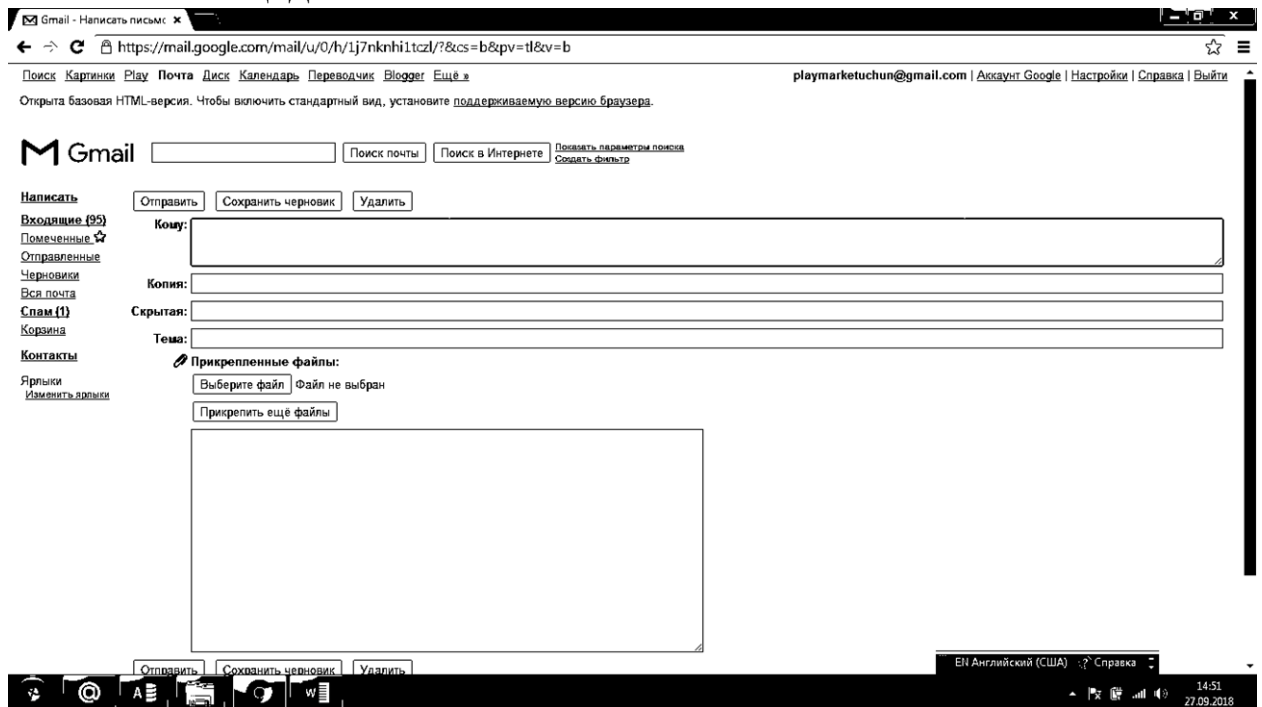 Gmail - Написать письмо
https://mail.google.com/mail/u/0/h/1j7nknhi1tczl/?&cs=b&pv=tl&v=b
Поиск Картинки Play Почта Диск Календарь Переводчик Blogger Ещё » playmarketuchun@gmail.com | Аккаунт Google | Настройки | Справка | Выйти
Открыта базовая HTML-версия. Чтобы включить стандартный вид, установите поддерживаемую версию браузера.
Gmail Поиск почты Поиск в Интернете Показать параметры поиска
Создать фильтр
Написать Отправить Сохранить черновик Удалить
Входящие (95) Кому:
Помеченные
Отправленные
Черновики Копия:
Вся почта
Спам (1) Скрытая:
Корзина Тема:
Контакты Прикрепленные файлы:
Ярлыки Выберите файл Файл не выбран
Изменить ярлыки
Прикрепить ещё файлы
Отправить Сохранить черновик Удалить
EN Английский (США) ? Справка
14:51
27.09.2018